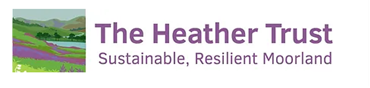 The Heather Trust
Sustainable, Resilient Moorland